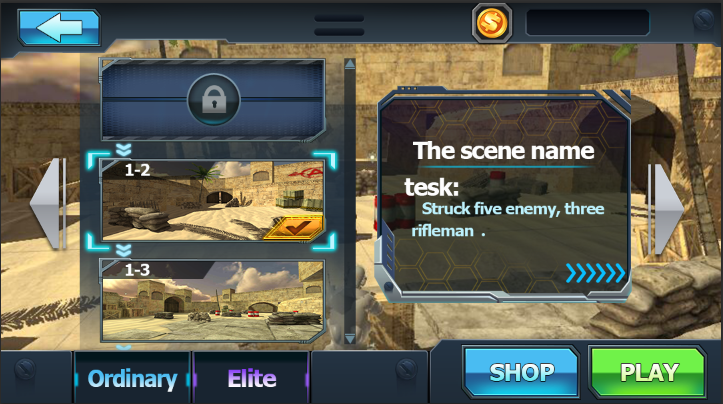 1-2
1-3
The scene name
tesk:
Struck five enemy, three
rifleman .
Ordinary
Elite
SHOP
PLAY